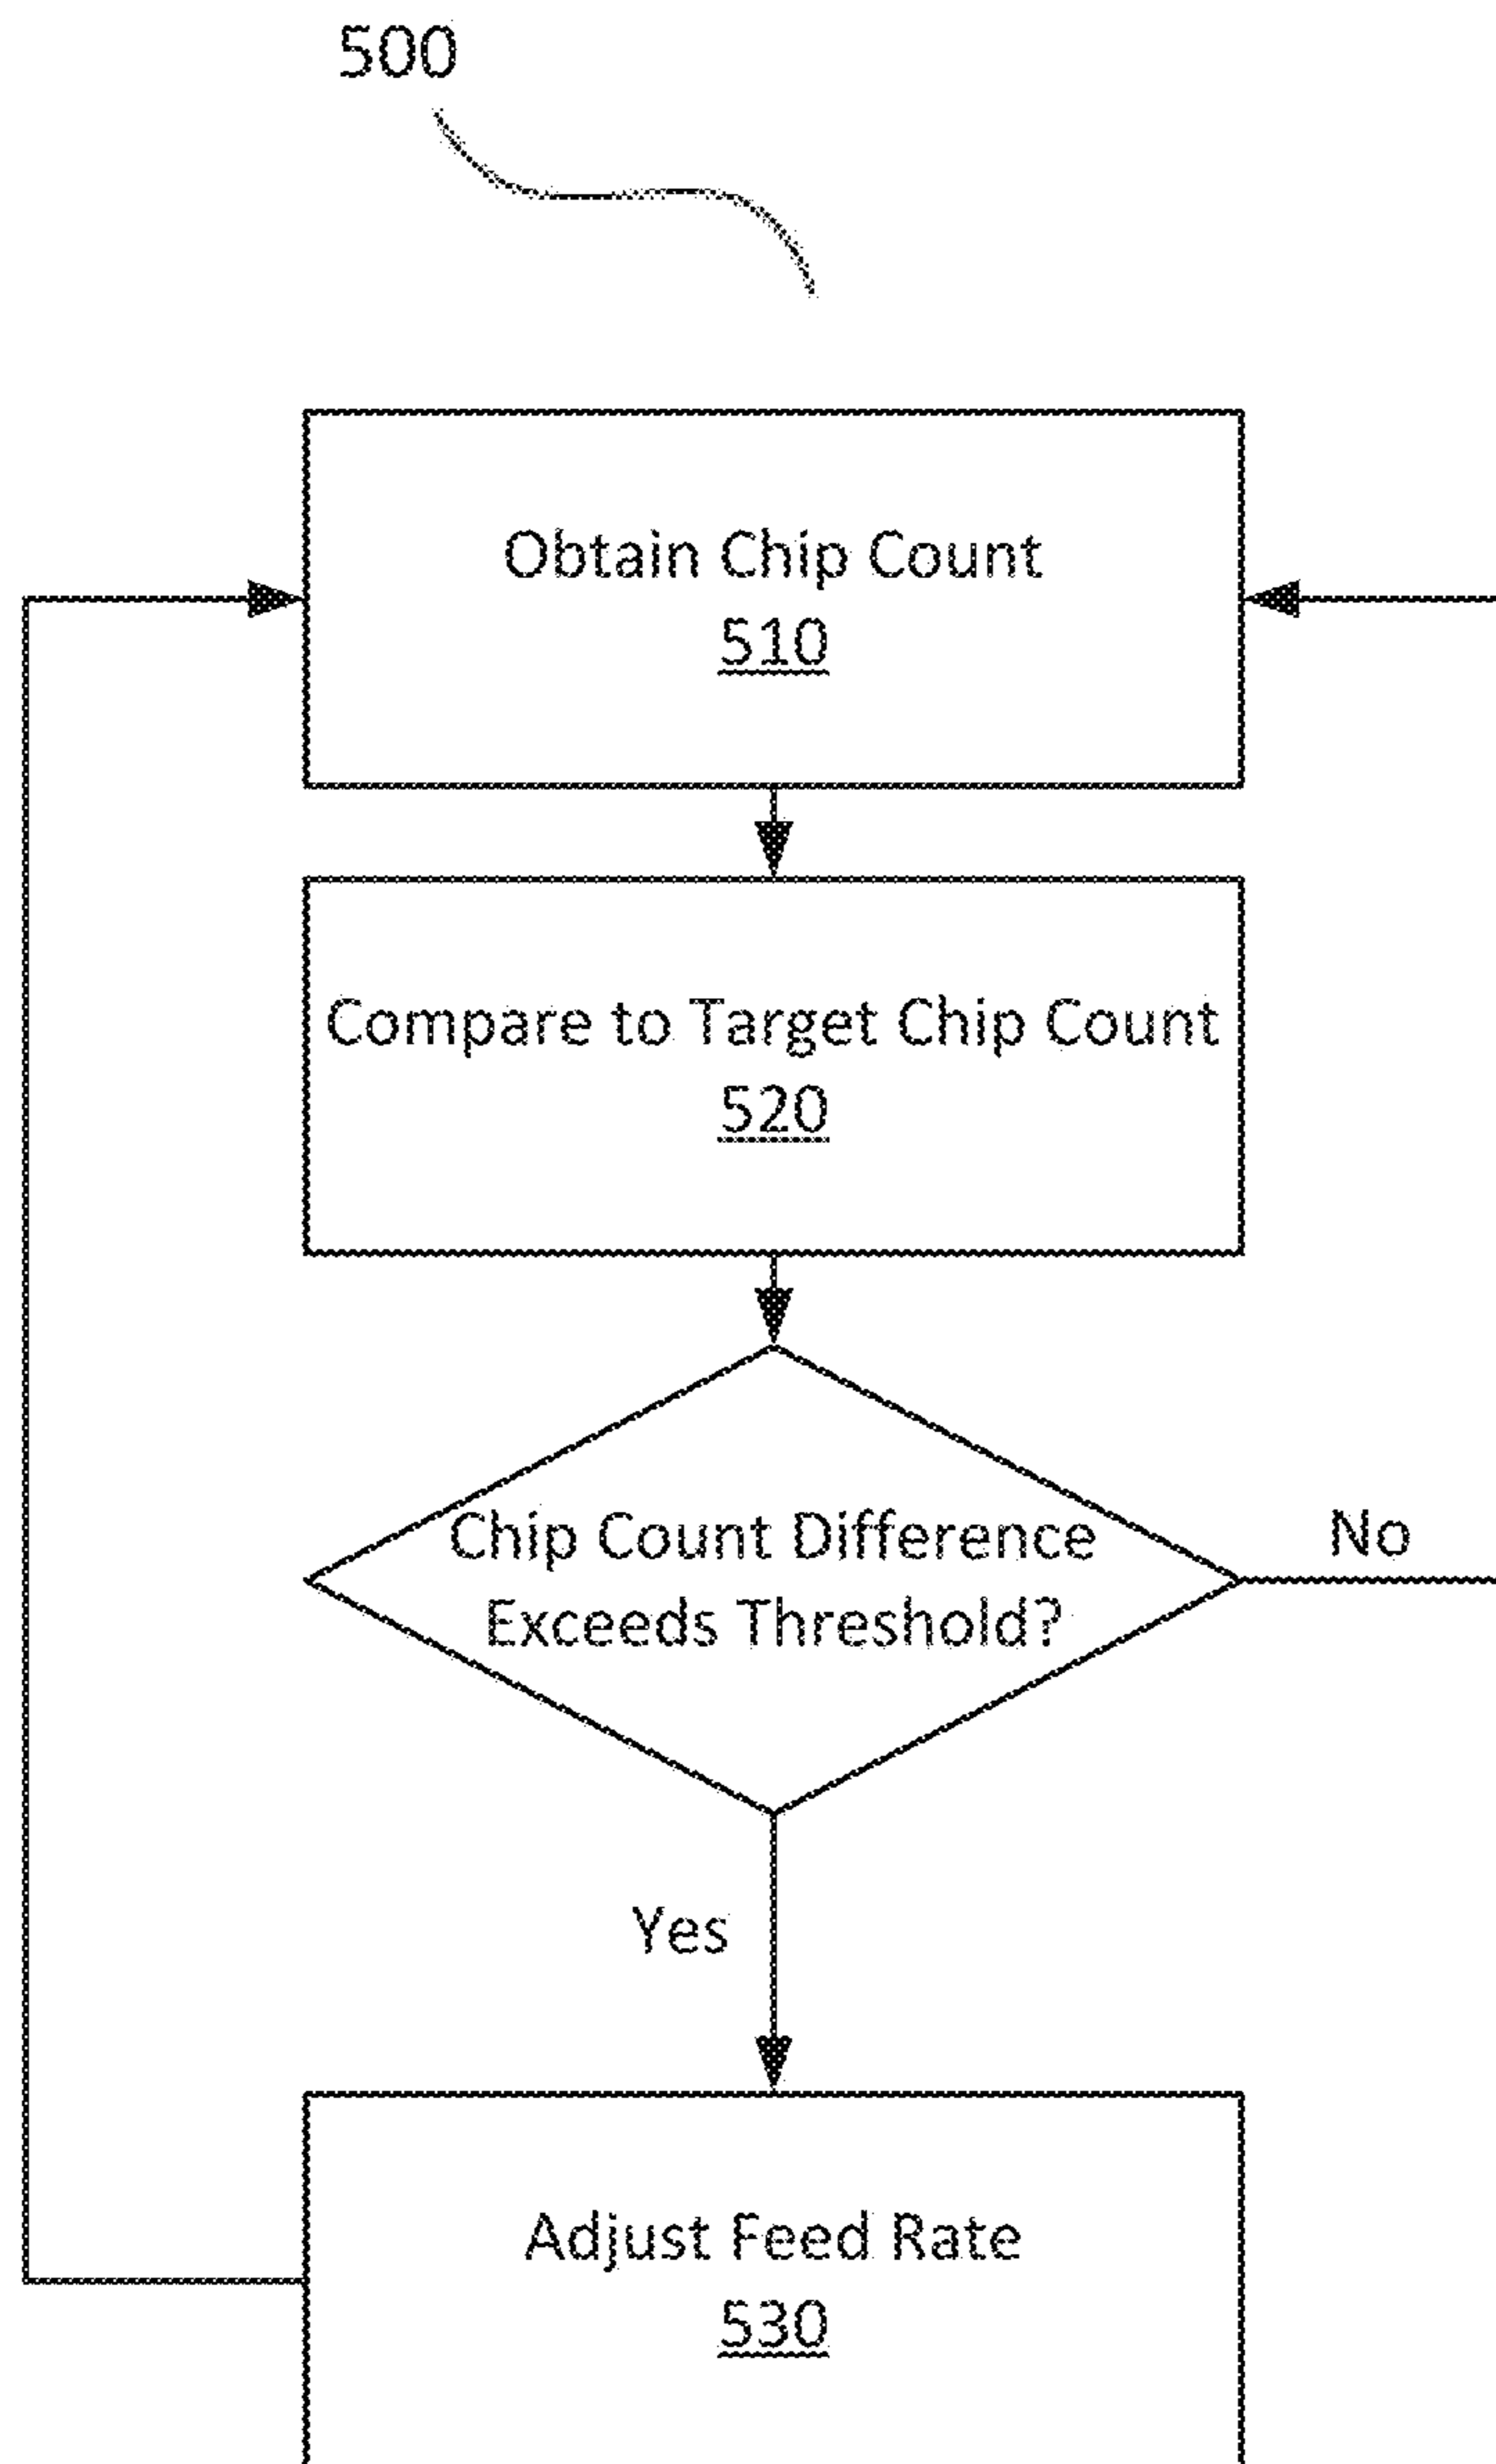 500
Obtain Chip Count
510
Compare to Target Chip Count
520
Chip Count Difference
Exceeds Threshold?
No
Yes
Adjust Feed Rate
530